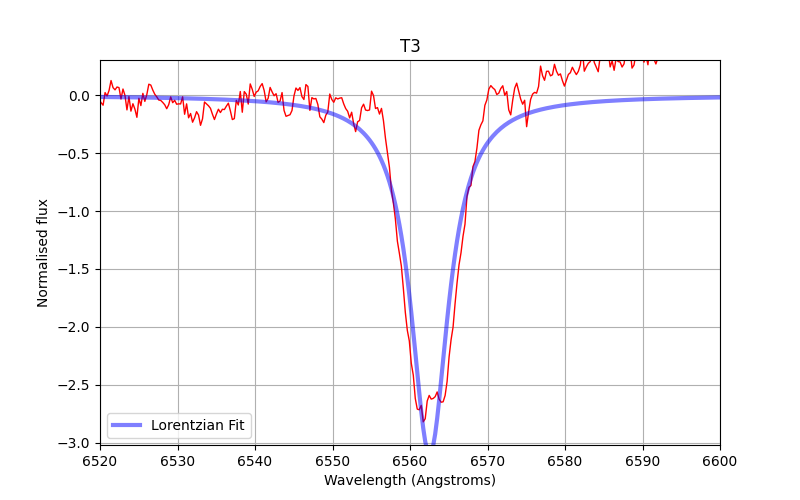 T3
Normalised flux
0.0
−0.5
−1.0
−1.5
−2.0
−2.5
−3.0
Lorentzian Fit
6520 6530 6540 6550 6560 6570 6580 6590 6600
Wavelength (Angstroms)